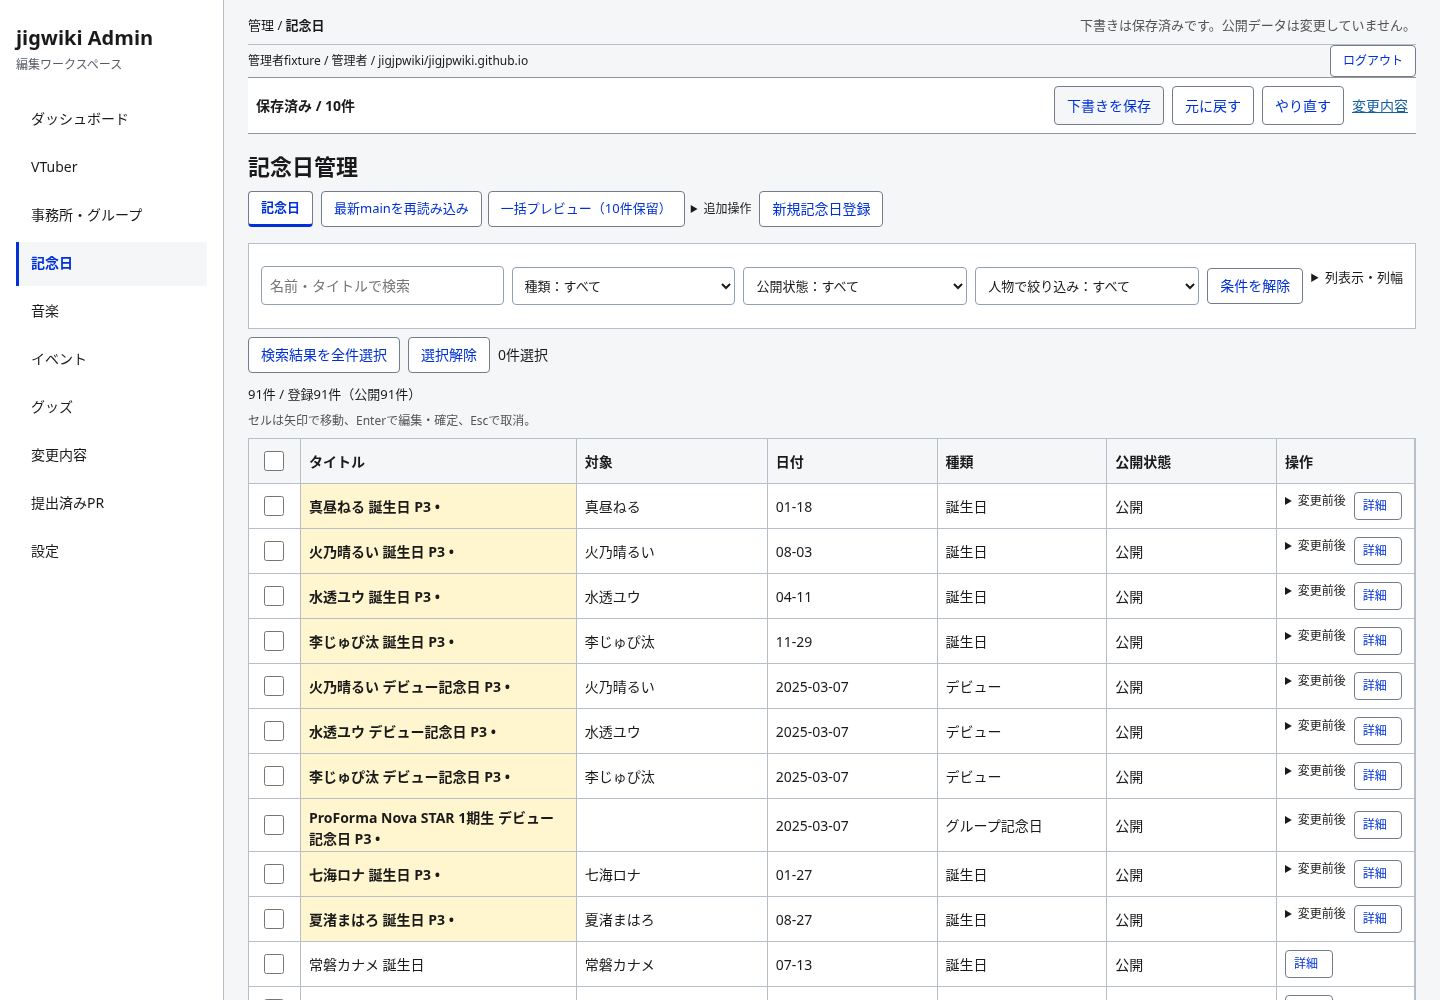 jigwiki Admin
編集ワークスペース
ダッシュボード
VTuber
事務所・グループ
記念日
音楽
イベント
グッズ
変更内容
提出済みPR
設定
管理 / 記念日
下書きは保存済みです。公開データは変更していません。
管理者fixture / 管理者 / jigjpwiki/jigjpwiki.github.io
ログアウト
保存済み / 10件
下書きを保存
元に戻す
やり直す
変更内容
記念日管理
記念日
最新mainを再読み込み
一括プレビュー（10件保留）
▶ 追加操作
新規記念日登録
名前・タイトルで検索
種類：すべて
公開状態：すべて
人物で絞り込み：すべて
条件を解除
▶ 列表示・列幅
検索結果を全件選択
選択解除
0件選択
91件 / 登録91件（公開91件）
セルは矢印で移動、Enterで編集・確定、Escで取消。
タイトル 対象 日付 種類 公開状態 操作
真昼ねる 誕生日 P3 • 真昼ねる 01-18 誕生日 公開 ▶ 変更前後 詳細
火乃晴るい 誕生日 P3 • 火乃晴るい 08-03 誕生日 公開 ▶ 変更前後 詳細
水透ユウ 誕生日 P3 • 水透ユウ 04-11 誕生日 公開 ▶ 変更前後 詳細
李じゅぴ汰 誕生日 P3 • 李じゅぴ汰 11-29 誕生日 公開 ▶ 変更前後 詳細
火乃晴るい デビュー記念日 P3 • 火乃晴るい 2025-03-07 デビュー 公開 ▶ 変更前後 詳細
水透ユウ デビュー記念日 P3 • 水透ユウ 2025-03-07 デビュー 公開 ▶ 変更前後 詳細
李じゅぴ汰 デビュー記念日 P3 • 李じゅぴ汰 2025-03-07 デビュー 公開 ▶ 変更前後 詳細
ProForma Nova STAR 1期生 デビュー
記念日 P3 • 2025-03-07 グループ記念日 公開 ▶ 変更前後 詳細
七海ロナ 誕生日 P3 • 七海ロナ 01-27 誕生日 公開 ▶ 変更前後 詳細
夏渚まはろ 誕生日 P3 • 夏渚まはろ 08-27 誕生日 公開 ▶ 変更前後 詳細
常磐カナメ 誕生日 常磐カナメ 07-13 誕生日 公開 詳細